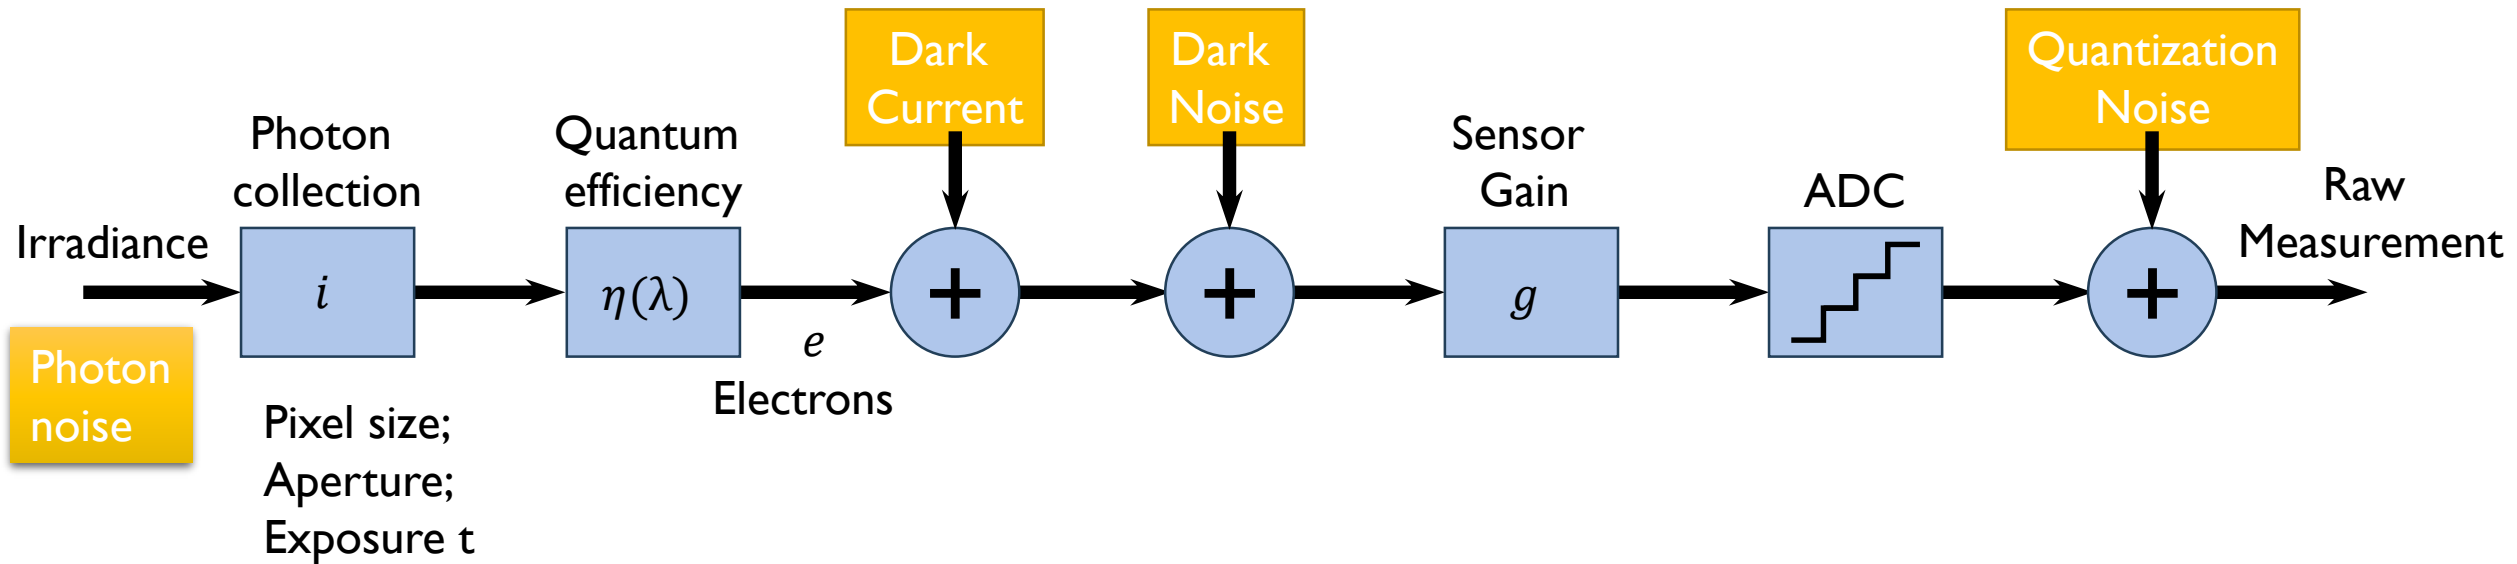 Irradiance
Photon
noise
Photon
collection
i
Pixel size;
Aperture;
Exposure t
Quantum
efficiency
η(λ)
e
Electrons
Dark
Current
+
Dark
Noise
+
Sensor
Gain
g
ADC
Quantization
Noise
+
Raw
Measurement